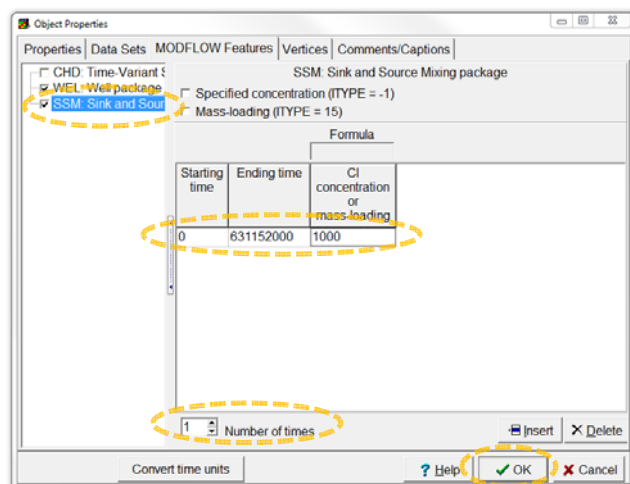 Object Properties
Properties Data Sets MODFLOW Features Vertices Comments/Captions
CHD: Time-Variant S
WEL: Well package
SSM: Sink and Sour
SSM: Sink and Source Mixing package
Specified concentration (ITYPE = -1)
Mass-loading (ITYPE = 15)
Formula
Starting time
Ending time
Cl concentration or mass-loading
0 631152000 1000
1 Number of times
Insert Delete
Convert time units
? Help OK Cancel